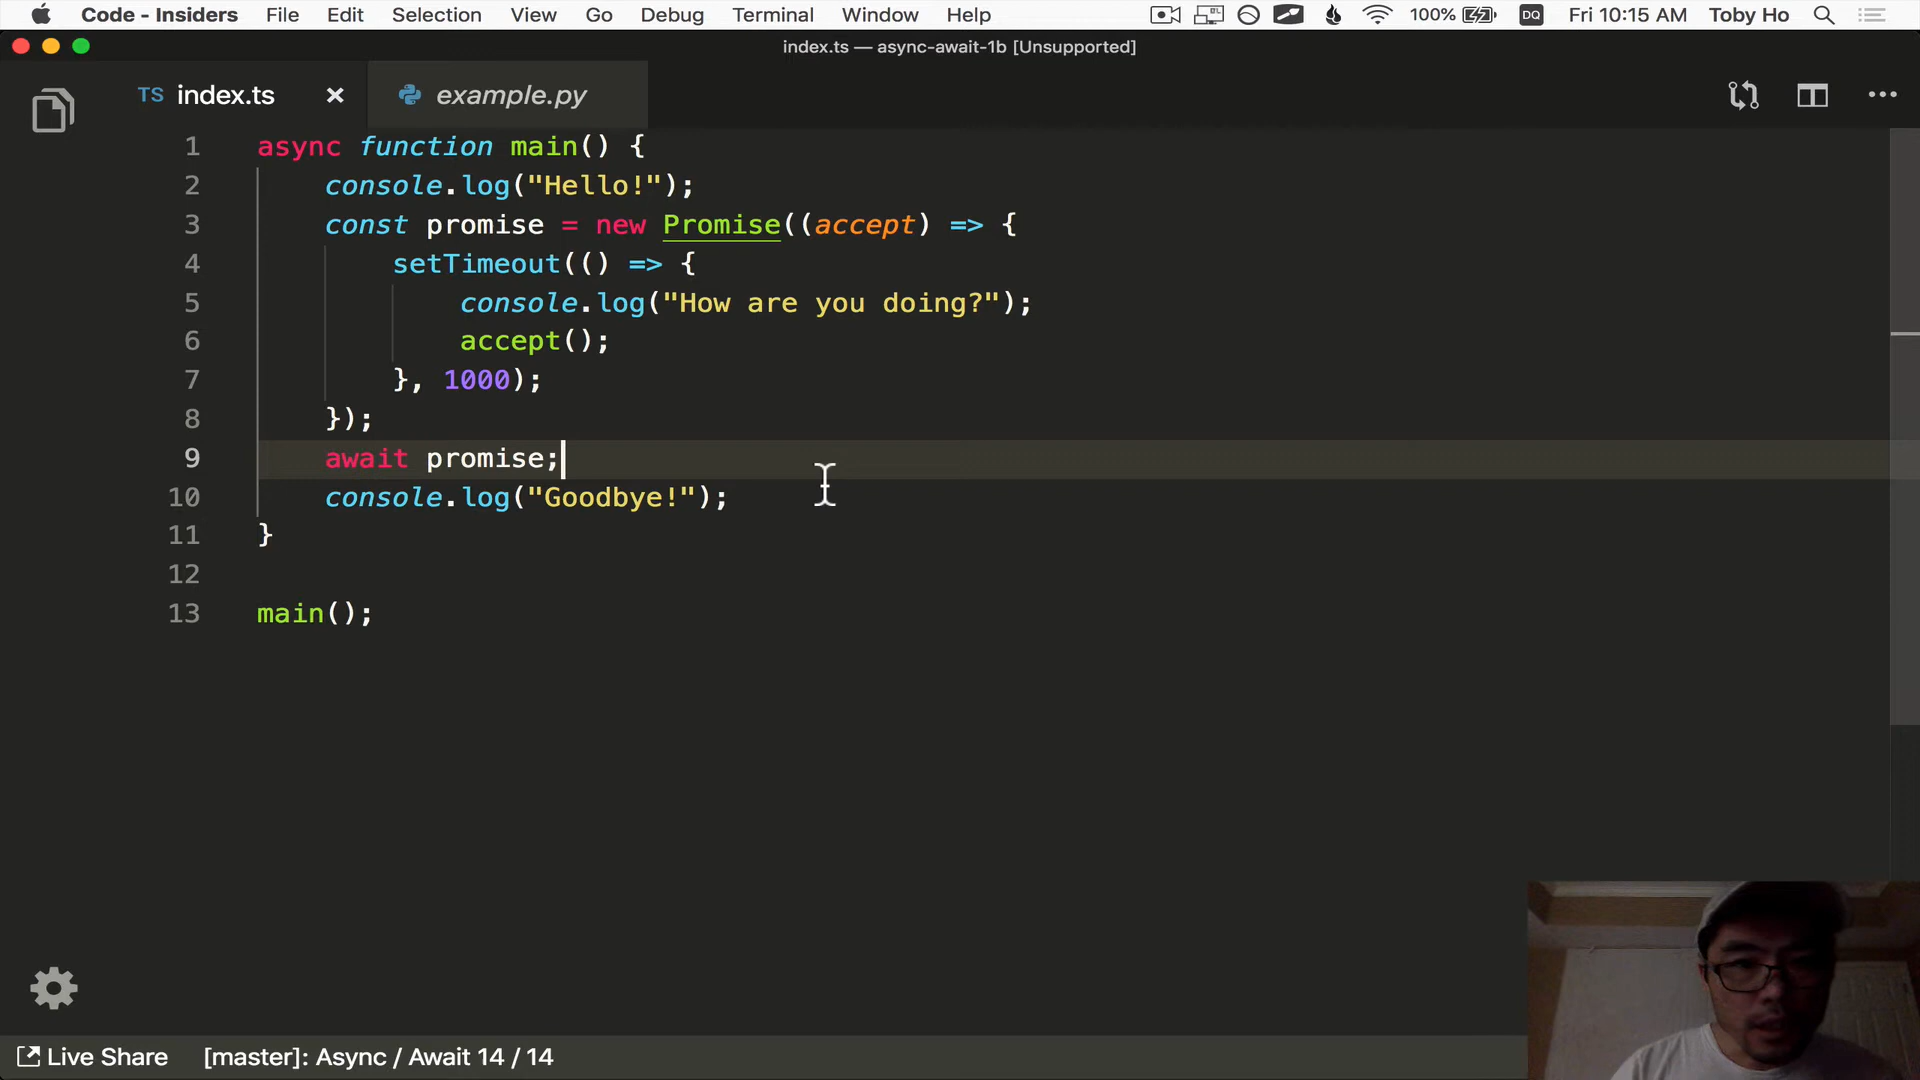 Code - Insiders File Edit Selection View Go Debug Terminal Window Help 100% DQ Fri 10:15 AM Toby Ho
index.ts — async-await-1b [Unsupported]
TS index.ts example.py
1 async function main() {
2 console.log("Hello!");
3 const promise = new Promise((accept) => {
4 setTimeout(() => {
5 console.log("How are you doing?");
6 accept();
7 }, 1000);
8 });
9 await promise;
10 console.log("Goodbye!");
11 }
12
13 main();
Live Share [master]: Async / Await 14 / 14